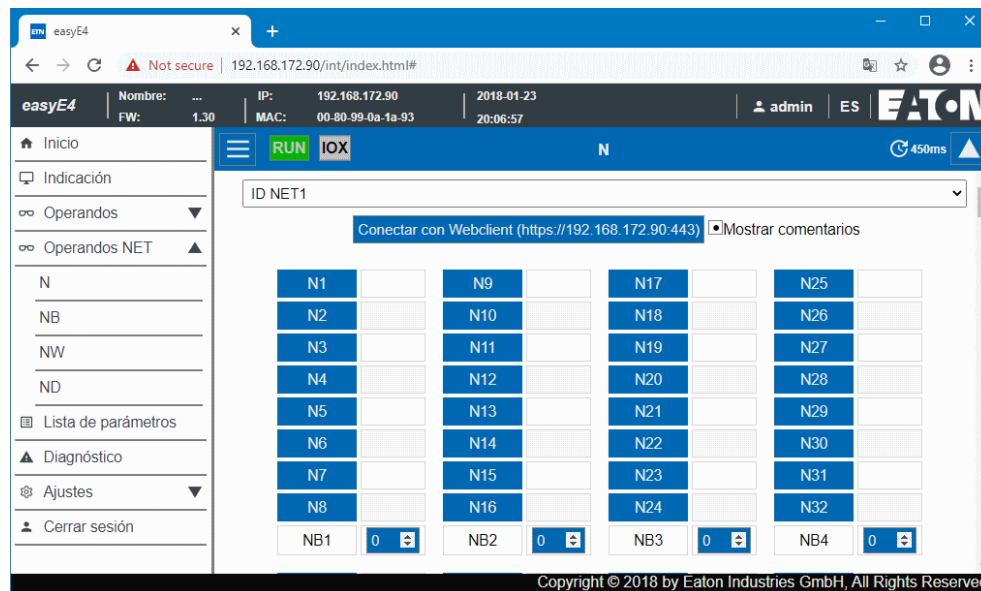 ETN easyE4
Not secure | 192.168.172.90/int/index.html#
easyE4 Nombre: ... IP: 192.168.172.90 2018-01-23 admin ES EATON
FW: 1.30 MAC: 00-80-99-0a-1a-93 20:06:57
Inicio
RUN IOX N 450ms
Indicación
ID NET1
Operandos
Conectar con Webclient (https://192.168.172.90:443) Mostrar comentarios
Operandos NET
N
NB
NW
ND
Lista de parámetros
Diagnóstico
Ajustes
Cerrar sesión
N1 N9 N17 N25
N2 N10 N18 N26
N3 N11 N19 N27
N4 N12 N20 N28
N5 N13 N21 N29
N6 N14 N22 N30
N7 N15 N23 N31
N8 N16 N24 N32
NB1 0 NB2 0 NB3 0 NB4 0
Copyright © 2018 by Eaton Industries GmbH, All Rights Reserve